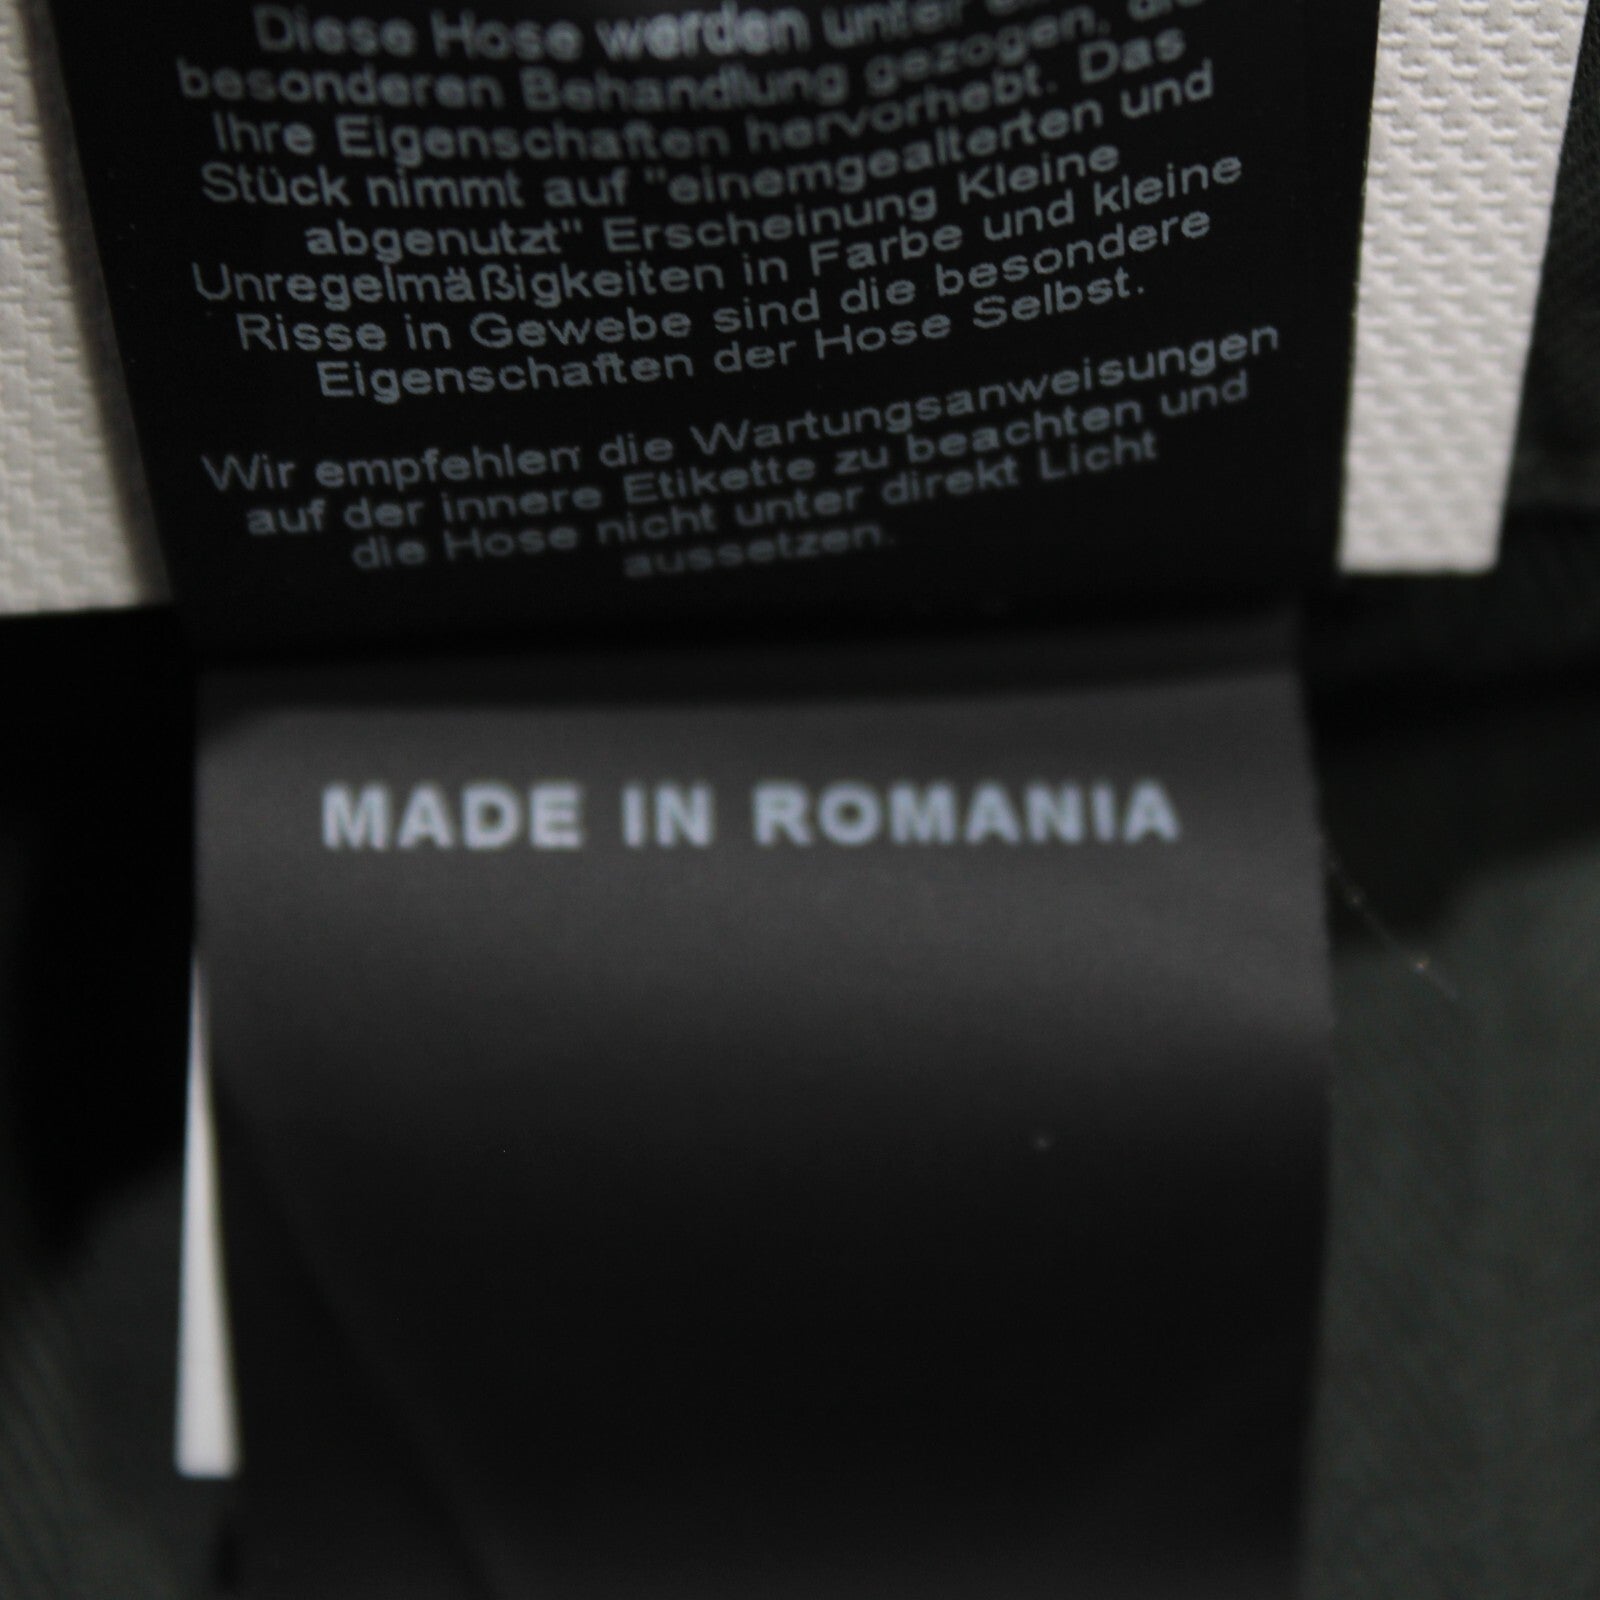 Diese Hose werden unter
besonderen Behandlung gezogen, die
Ihre Eigenschaften hervorhebt. Das
Stück nimmt auf "einemgealterten und
abgenutzt" Erscheinung Kleine
Unregelmäßigkeiten in Farbe und kleine
Risse in Gewebe sind die besondere
Eigenschaften der Hose Selbst.
Wir empfehlen die Wartungsanweisungen
auf der innere Etikette zu beachten und
die Hose nicht unter direkt Licht
aussetzen.
MADE IN ROMANIA